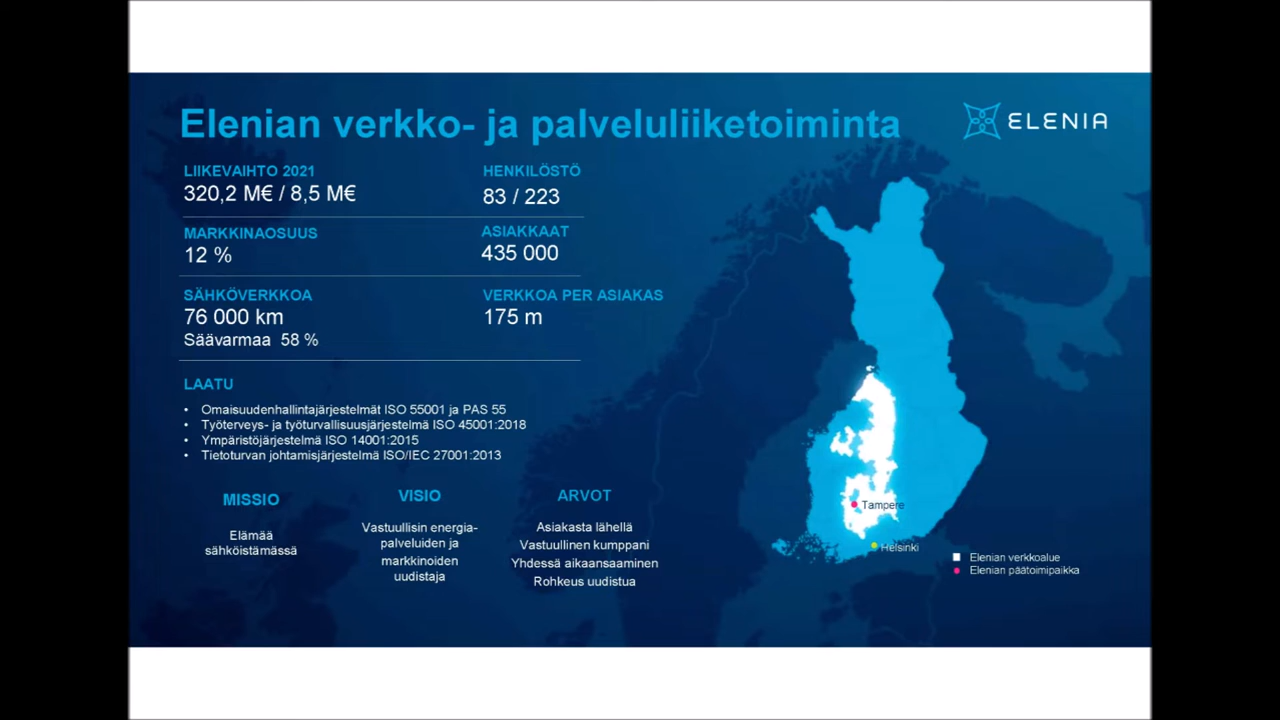 Elenian verkko- ja palveluliiketoiminta
ELENIA
LIIKEVAIHTO 2021
320,2 M€ / 8,5 M€
HENKILÖSTÖ
83 / 223
MARKKINAOSUUS
12 %
ASIAKKAAT
435 000
SÄHKÖVERKKOA
76 000 km
Säävarmaa 58 %
VERKKOA PER ASIAKAS
175 m
LAATU
• Omaisuudenhallintajärjestelmät ISO 55001 ja PAS 55
• Työterveys- ja työturvallisuusjärjestelmä ISO 45001:2018
• Ympäristöjärjestelmä ISO 14001:2015
• Tietoturvan johtamisjärjestelmä ISO/IEC 27001:2013
MISSIO
Elämää
sähköistämässä
VISIO
Vastuullisin energia-
palveluiden ja
markkinoiden
uudistaja
ARVOT
Asiakasta lähellä
Vastuullinen kumppani
Yhdessä aikaansaaminen
Rohkeus uudistua
Tampere
Helsinki
Elenian verkkoalue
Elenian päätoimipaikka